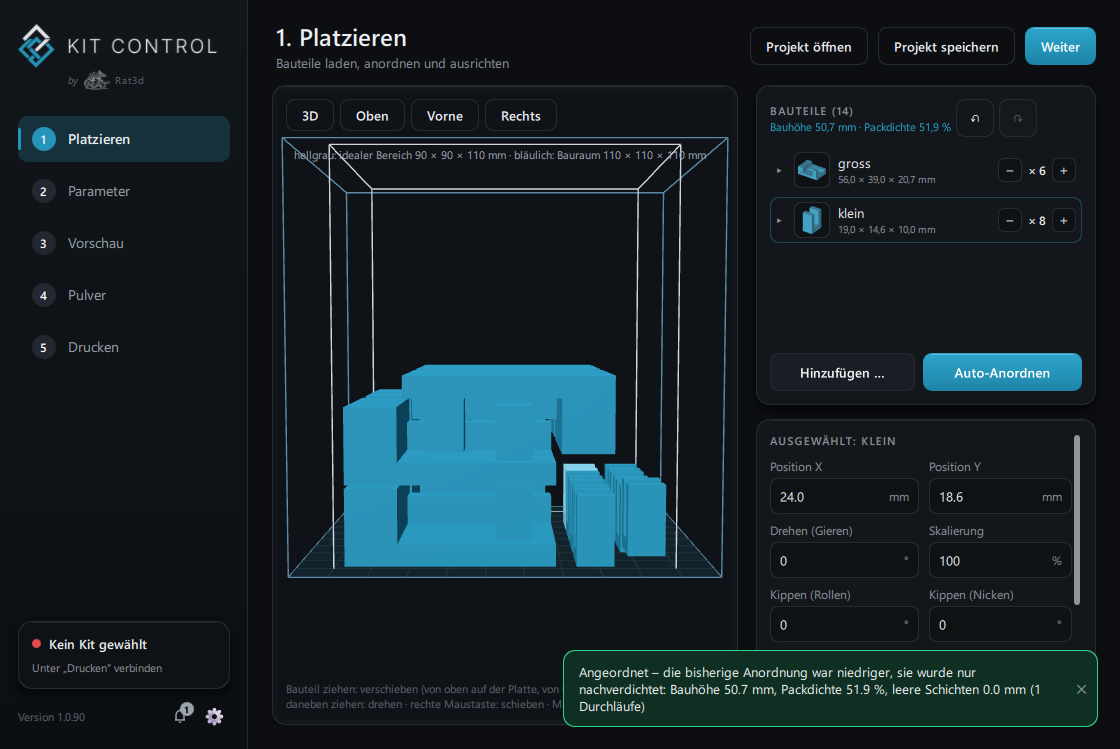 KIT CONTROL
by Rat3d
1 Platzieren
2 Parameter
3 Vorschau
4 Pulver
5 Drucken
Kein Kit gewählt
Unter „Drucken“ verbinden
Version 1.0.90
1
1. Platzieren
Bauteile laden, anordnen und ausrichten
Projekt öffnen
Projekt speichern
Weiter
3D
Oben
Vorne
Rechts
hellgrau: idealer Bereich 90 × 90 × 110 mm · bläulich: Bauraum 110 × 110 × 110 mm
Bauteil ziehen: verschieben (von oben auf der Platte, von
daneben ziehen: drehen · rechte Maustaste: schieben ·
BAUTEILE (14)
Bauhöhe 50,7 mm · Packdichte 51,9 %
gross
56,0 × 39,0 × 20,7 mm
− × 6 +
klein
19,0 × 14,6 × 10,0 mm
− × 8 +
Hinzufügen ...
Auto-Anordnen
AUSGEWÄHLT: KLEIN
Position X
Position Y
24.0 mm
18.6 mm
Drehen (Gieren)
Skalierung
0 °
100 %
Kippen (Rollen)
Kippen (Nicken)
0 °
0 °
Angeordnet – die bisherige Anordnung war niedriger, sie wurde nur
nachverdichtet: Bauhöhe 50.7 mm, Packdichte 51.9 %, leere Schichten 0.0 mm (1
Durchläufe)